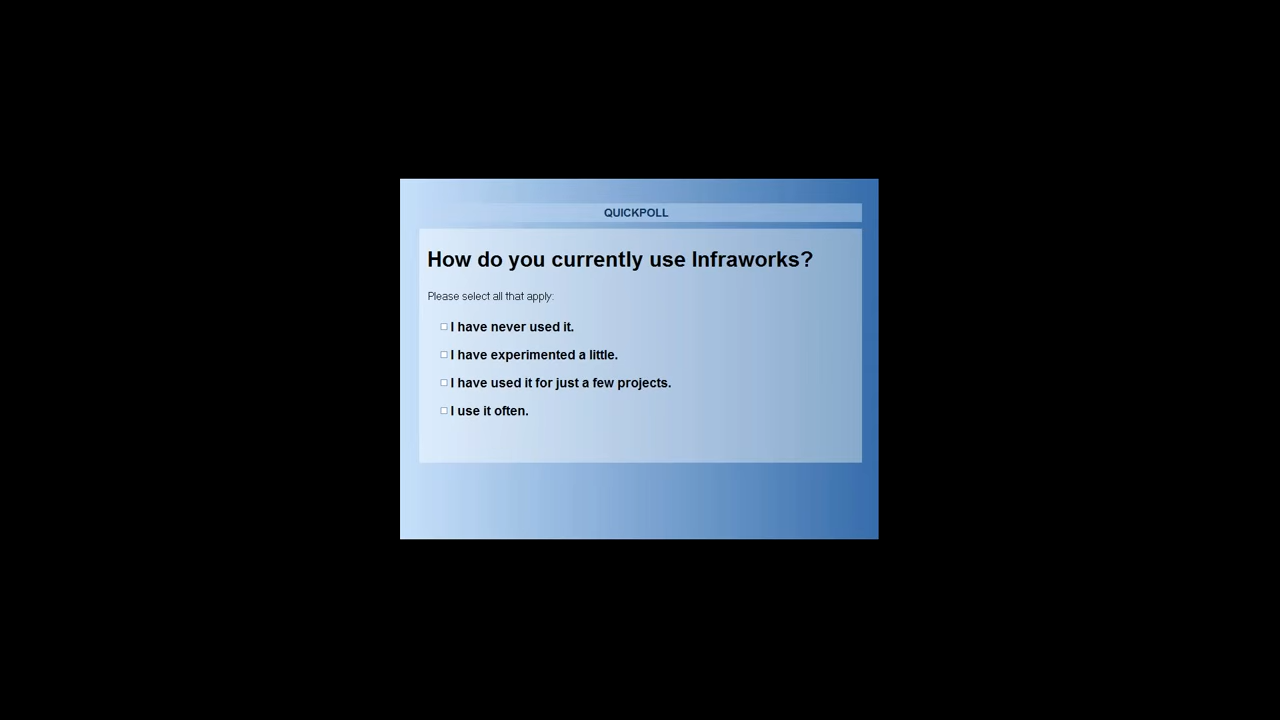 QUICKPOLL
How do you currently use Infraworks?
Please select all that apply:
I have never used it.
I have experimented a little.
I have used it for just a few projects.
I use it often.